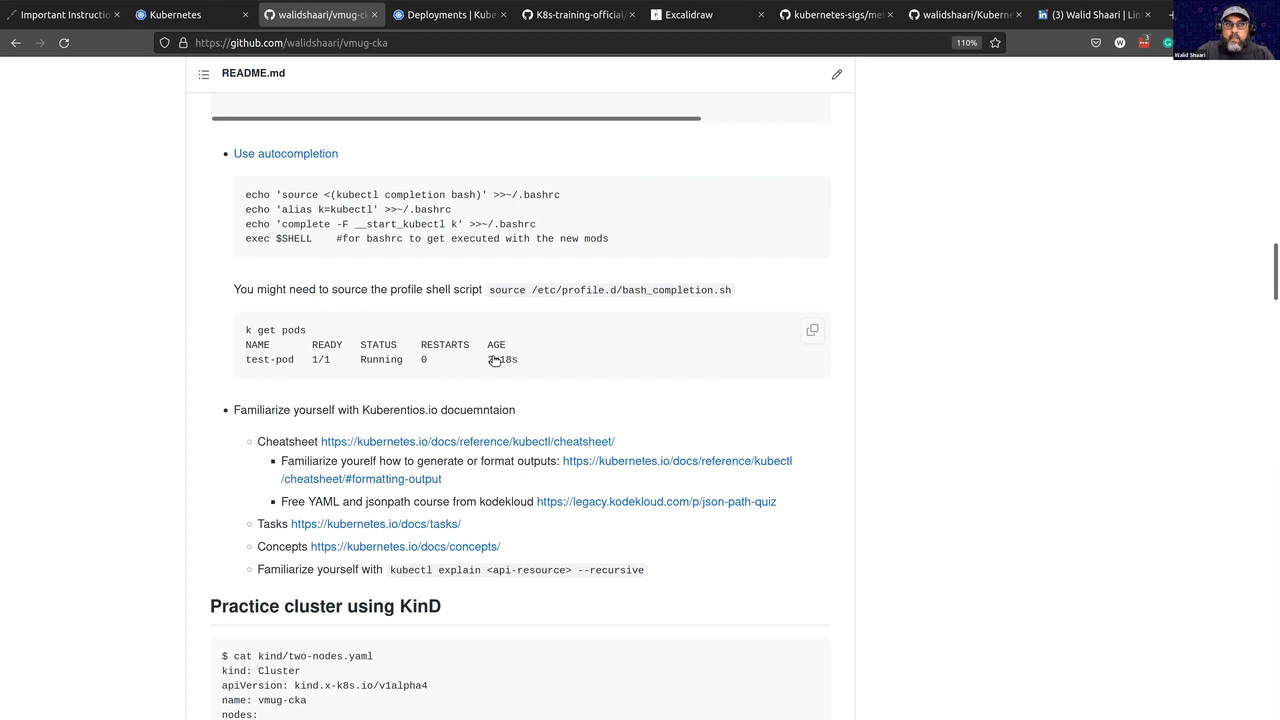 Important Instructio
Kubernetes
walidshaari/vmug-ck
Deployments | Kube
K8s-training-official/
Excalidraw
kubernetes-sigs/me
walidshaari/Kubern
(3) Walid Shaari | Lin
https://github.com/walidshaari/vmug-cka
110%
Walid Shaari
README.md
Use autocompletion
echo 'source <(kubectl completion bash)' >>~/.bashrc
echo 'alias k=kubectl' >>~/.bashrc
echo 'complete -F __start_kubectl k' >>~/.bashrc
exec $SHELL #for bashrc to get executed with the new mods
You might need to source the profile shell script source /etc/profile.d/bash_completion.sh
k get pods
NAME READY STATUS RESTARTS AGE
test-pod 1/1 Running 0
Familiarize yourself with Kuberentios.io docuemntaion
Cheatsheet https://kubernetes.io/docs/reference/kubectl/cheatsheet/
Familiarize yourelf how to generate or format outputs: https://kubernetes.io/docs/reference/kubectl
/cheatsheet/#formatting-output
Free YAML and jsonpath course from kodekloud https://legacy.kodekloud.com/p/json-path-quiz
Tasks https://kubernetes.io/docs/tasks/
Concepts https://kubernetes.io/docs/concepts/
Familiarize yourself with kubectl explain <api-resource> --recursive
Practice cluster using KinD
$ cat kind/two-nodes.yaml
kind: Cluster
apiVersion: kind.x-k8s.io/v1alpha4
name: vmug-cka
nodes: